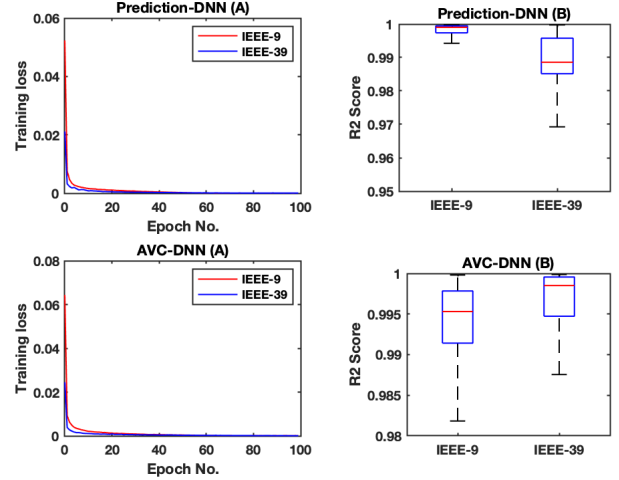 Prediction-DNN (A)
0.06
0.04
0.02
0
Training loss
IEEE-9
IEEE-39
0 20 40 60 80 100
Epoch No.
Prediction-DNN (B)
1
0.99
0.98
0.97
0.96
0.95
R2 Score
IEEE-9 IEEE-39
AVC-DNN (A)
0.08
0.06
0.04
0.02
0
Training loss
IEEE-9
IEEE-39
0 20 40 60 80 100
Epoch No.
AVC-DNN (B)
1
0.995
0.99
0.985
0.98
R2 Score
IEEE-9 IEEE-39